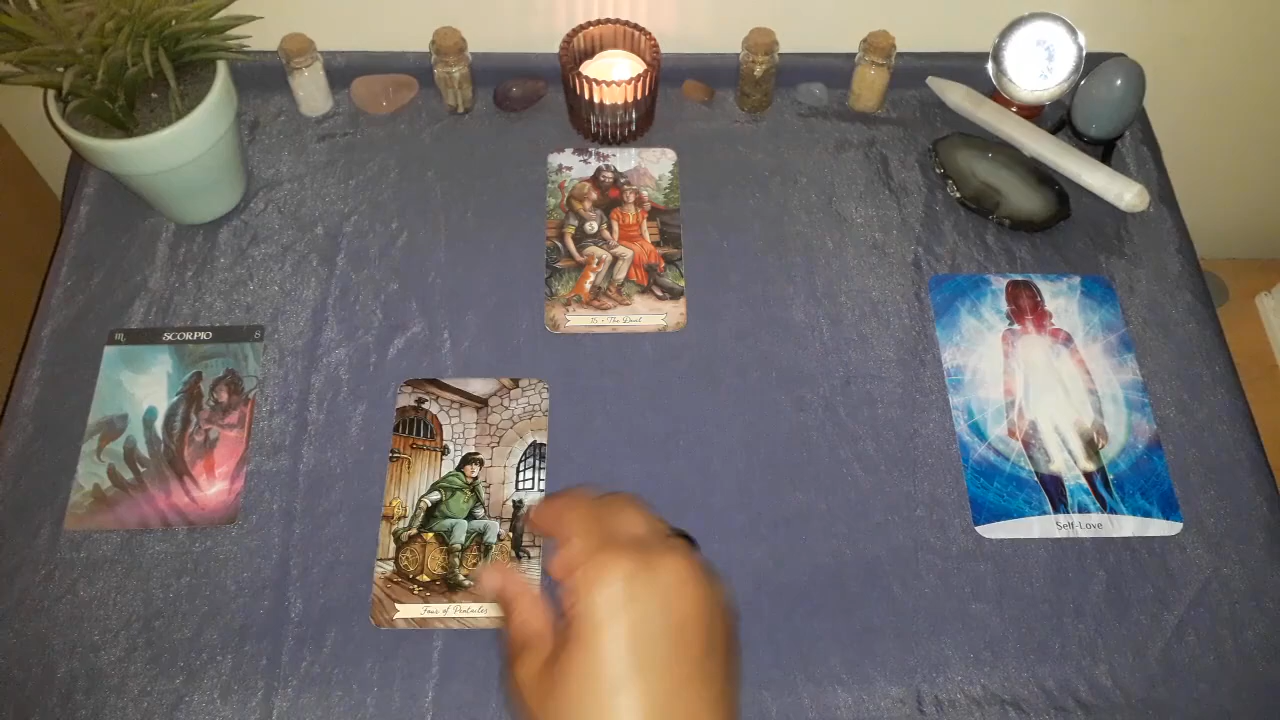 15 • The Devil
♏ SCORPIO 8
Four of Pentacles
Self-Love